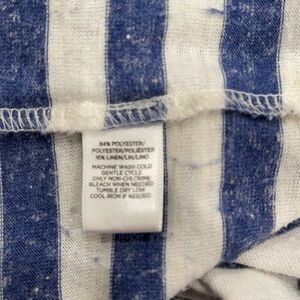 84% POLYESTER/
POLYESTER/POLIÉSTER
16% LINEN/LIN/LINO
MACHINE WASH COLD
GENTLE CYCLE
ONLY NON-CHLORINE
BLEACH WHEN NEEDED
TUMBLE DRY LOW
COOL IRON IF NEEDED